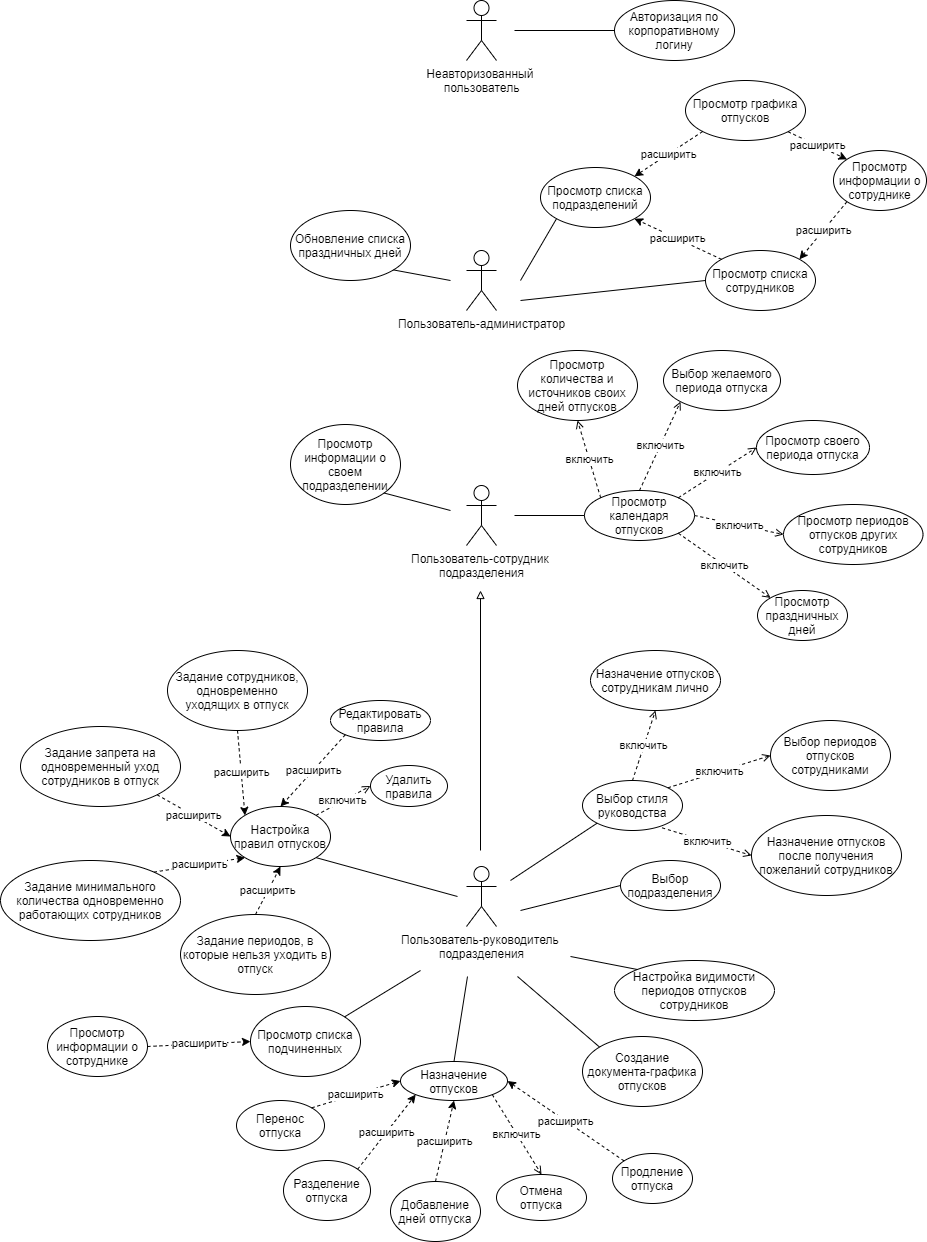 Авторизация по
корпоративному
логину
Неавторизованный
пользователь
Просмотр графика
отпусков
расширить
расширить
Просмотр
информации о
сотруднике
Просмотр списка
подразделений
расширить
расширить
Обновление списка
праздничных дней
Просмотр списка
сотрудников
Пользователь-администратор
Просмотр
количества и
источников своих
дней отпусков
Выбор желаемого
периода отпуска
Просмотр
информации о
своем
подразделении
включить
включить
Просмотр своего
периода отпуска
включить
Просмотр
календаря
отпусков
включить
Просмотр периодов
отпусков других
сотрудников
Пользователь-сотрудник
подразделения
включить
Просмотр
праздничных
дней
Задание сотрудников,
одновременно
уходящих в отпуск
Редактировать
правила
Назначение отпусков
сотрудникам лично
Задание запрета на
одновременный уход
сотрудников в отпуск
расширить
расширить
Удалить
правила
включить
расширить
включить
включить
Выбор периодов
отпусков
сотрудниками
Настройка
правил отпусков
Выбор стиля
руководства
включить
Назначение отпусков
после получения
пожеланий сотрудников
расширить
Задание минимального
количества одновременно
работающих сотрудников
расширить
Выбор
подразделения
Задание периодов, в
которые нельзя уходить в
отпуск
Пользователь-руководитель
подразделения
Настройка видимости
периодов отпусков
сотрудников
Просмотр
информации о
сотруднике
расширить
Просмотр списка
подчиненных
Создание
документа-графика
отпусков
Назначение
отпусков
расширить
расширить
расширить
расширить
включить
Перенос
отпуска
Разделение
отпуска
Добавление
дней отпуска
Отмена
отпуска
Продление
отпуска